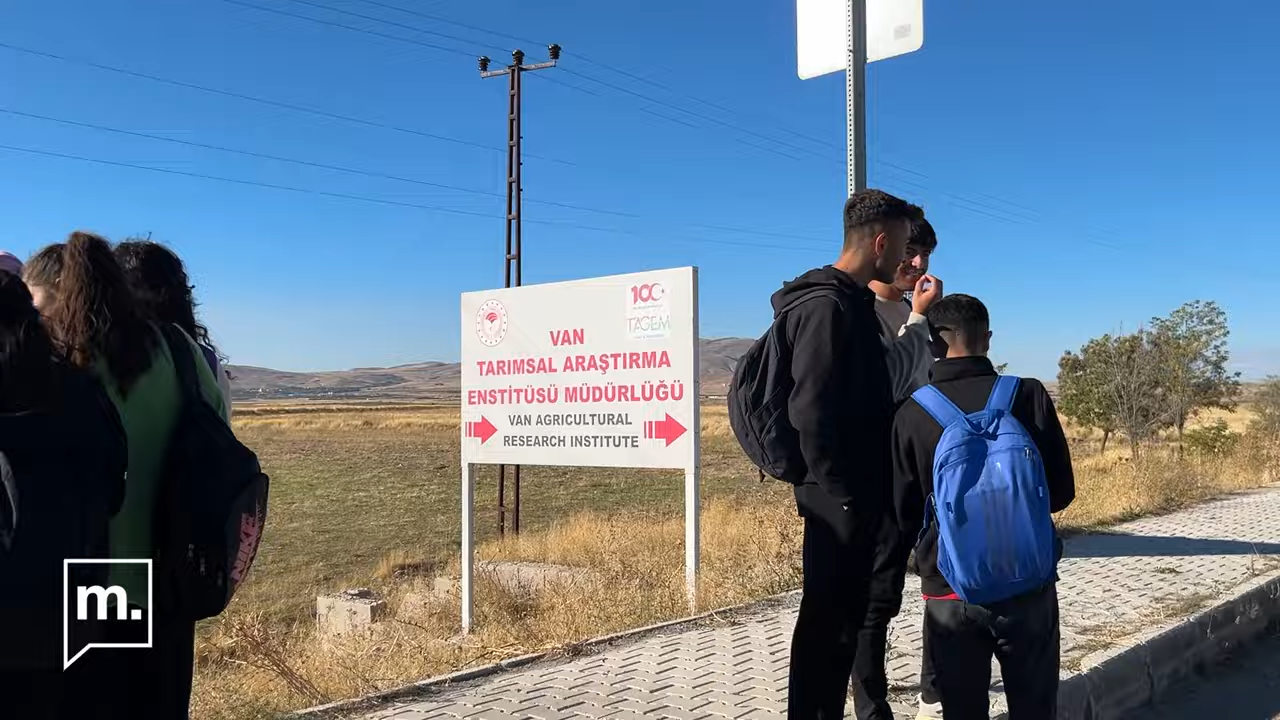 100
TAGEM
VAN
TARIMSAL ARAŞTIRMA
ENSTİTÜSÜ MÜDÜRLÜĞÜ
VAN AGRICULTURAL
RESEARCH INSTITUTE
m.